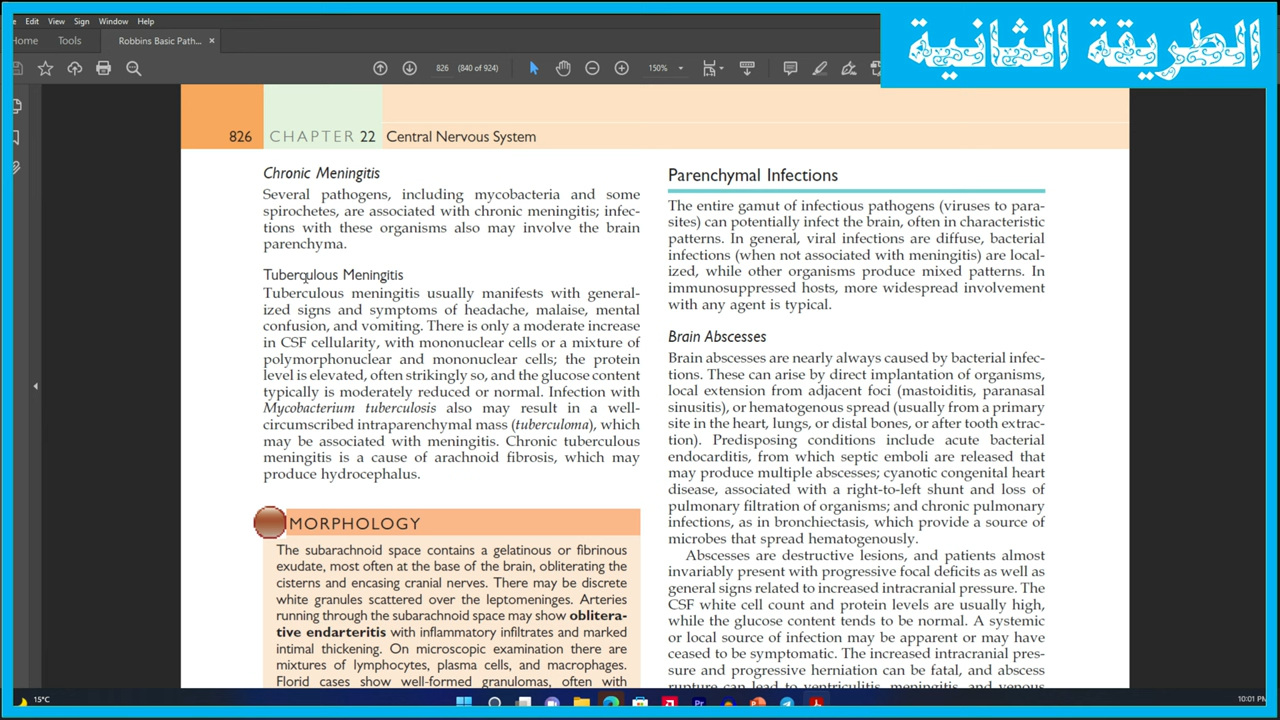 Edit View Sign Window Help
الطريقة الثانية
Home Tools Robbins Basic Path... ×
826 (840 of 924) 150%
826 CHAPTER 22 Central Nervous System
Chronic Meningitis
Several pathogens, including mycobacteria and some
spirochetes, are associated with chronic meningitis; infec-
tions with these organisms also may involve the brain
parenchyma.
Tuberculous Meningitis
Tuberculous meningitis usually manifests with general-
ized signs and symptoms of headache, malaise, mental
confusion, and vomiting. There is only a moderate increase
in CSF cellularity, with mononuclear cells or a mixture of
polymorphonuclear and mononuclear cells; the protein
level is elevated, often strikingly so, and the glucose content
typically is moderately reduced or normal. Infection with
Mycobacterium tuberculosis also may result in a well-
circumscribed intraparenchymal mass (tuberculoma), which
may be associated with meningitis. Chronic tuberculous
meningitis is a cause of arachnoid fibrosis, which may
produce hydrocephalus.
MORPHOLOGY
The subarachnoid space contains a gelatinous or fibrinous
exudate, most often at the base of the brain, obliterating the
cisterns and encasing cranial nerves. There may be discrete
white granules scattered over the leptomeninges. Arteries
running through the subarachnoid space may show oblitera-
tive endarteritis with inflammatory infiltrates and marked
intimal thickening. On microscopic examination there are
mixtures of lymphocytes, plasma cells, and macrophages.
Florid cases show well-formed granulomas, often with
Parenchymal Infections
The entire gamut of infectious pathogens (viruses to para-
sites) can potentially infect the brain, often in characteristic
patterns. In general, viral infections are diffuse, bacterial
infections (when not associated with meningitis) are local-
ized, while other organisms produce mixed patterns. In
immunosuppressed hosts, more widespread involvement
with any agent is typical.
Brain Abscesses
Brain abscesses are nearly always caused by bacterial infec-
tions. These can arise by direct implantation of organisms,
local extension from adjacent foci (mastoiditis, paranasal
sinusitis), or hematogenous spread (usually from a primary
site in the heart, lungs, or distal bones, or after tooth extrac-
tion). Predisposing conditions include acute bacterial
endocarditis, from which septic emboli are released that
may produce multiple abscesses; cyanotic congenital heart
disease, associated with a right-to-left shunt and loss of
pulmonary filtration of organisms; and chronic pulmonary
infections, as in bronchiectasis, which provide a source of
microbes that spread hematogenously.
Abscesses are destructive lesions, and patients almost
invariably present with progressive focal deficits as well as
general signs related to increased intracranial pressure. The
CSF white cell count and protein levels are usually high,
while the glucose content tends to be normal. A systemic
or local source of infection may be apparent or may have
ceased to be symptomatic. The increased intracranial pres-
sure and progressive herniation can be fatal, and abscess
rupture can lead to ventriculitis, meningitis, and venous
15°C
10:01 PM